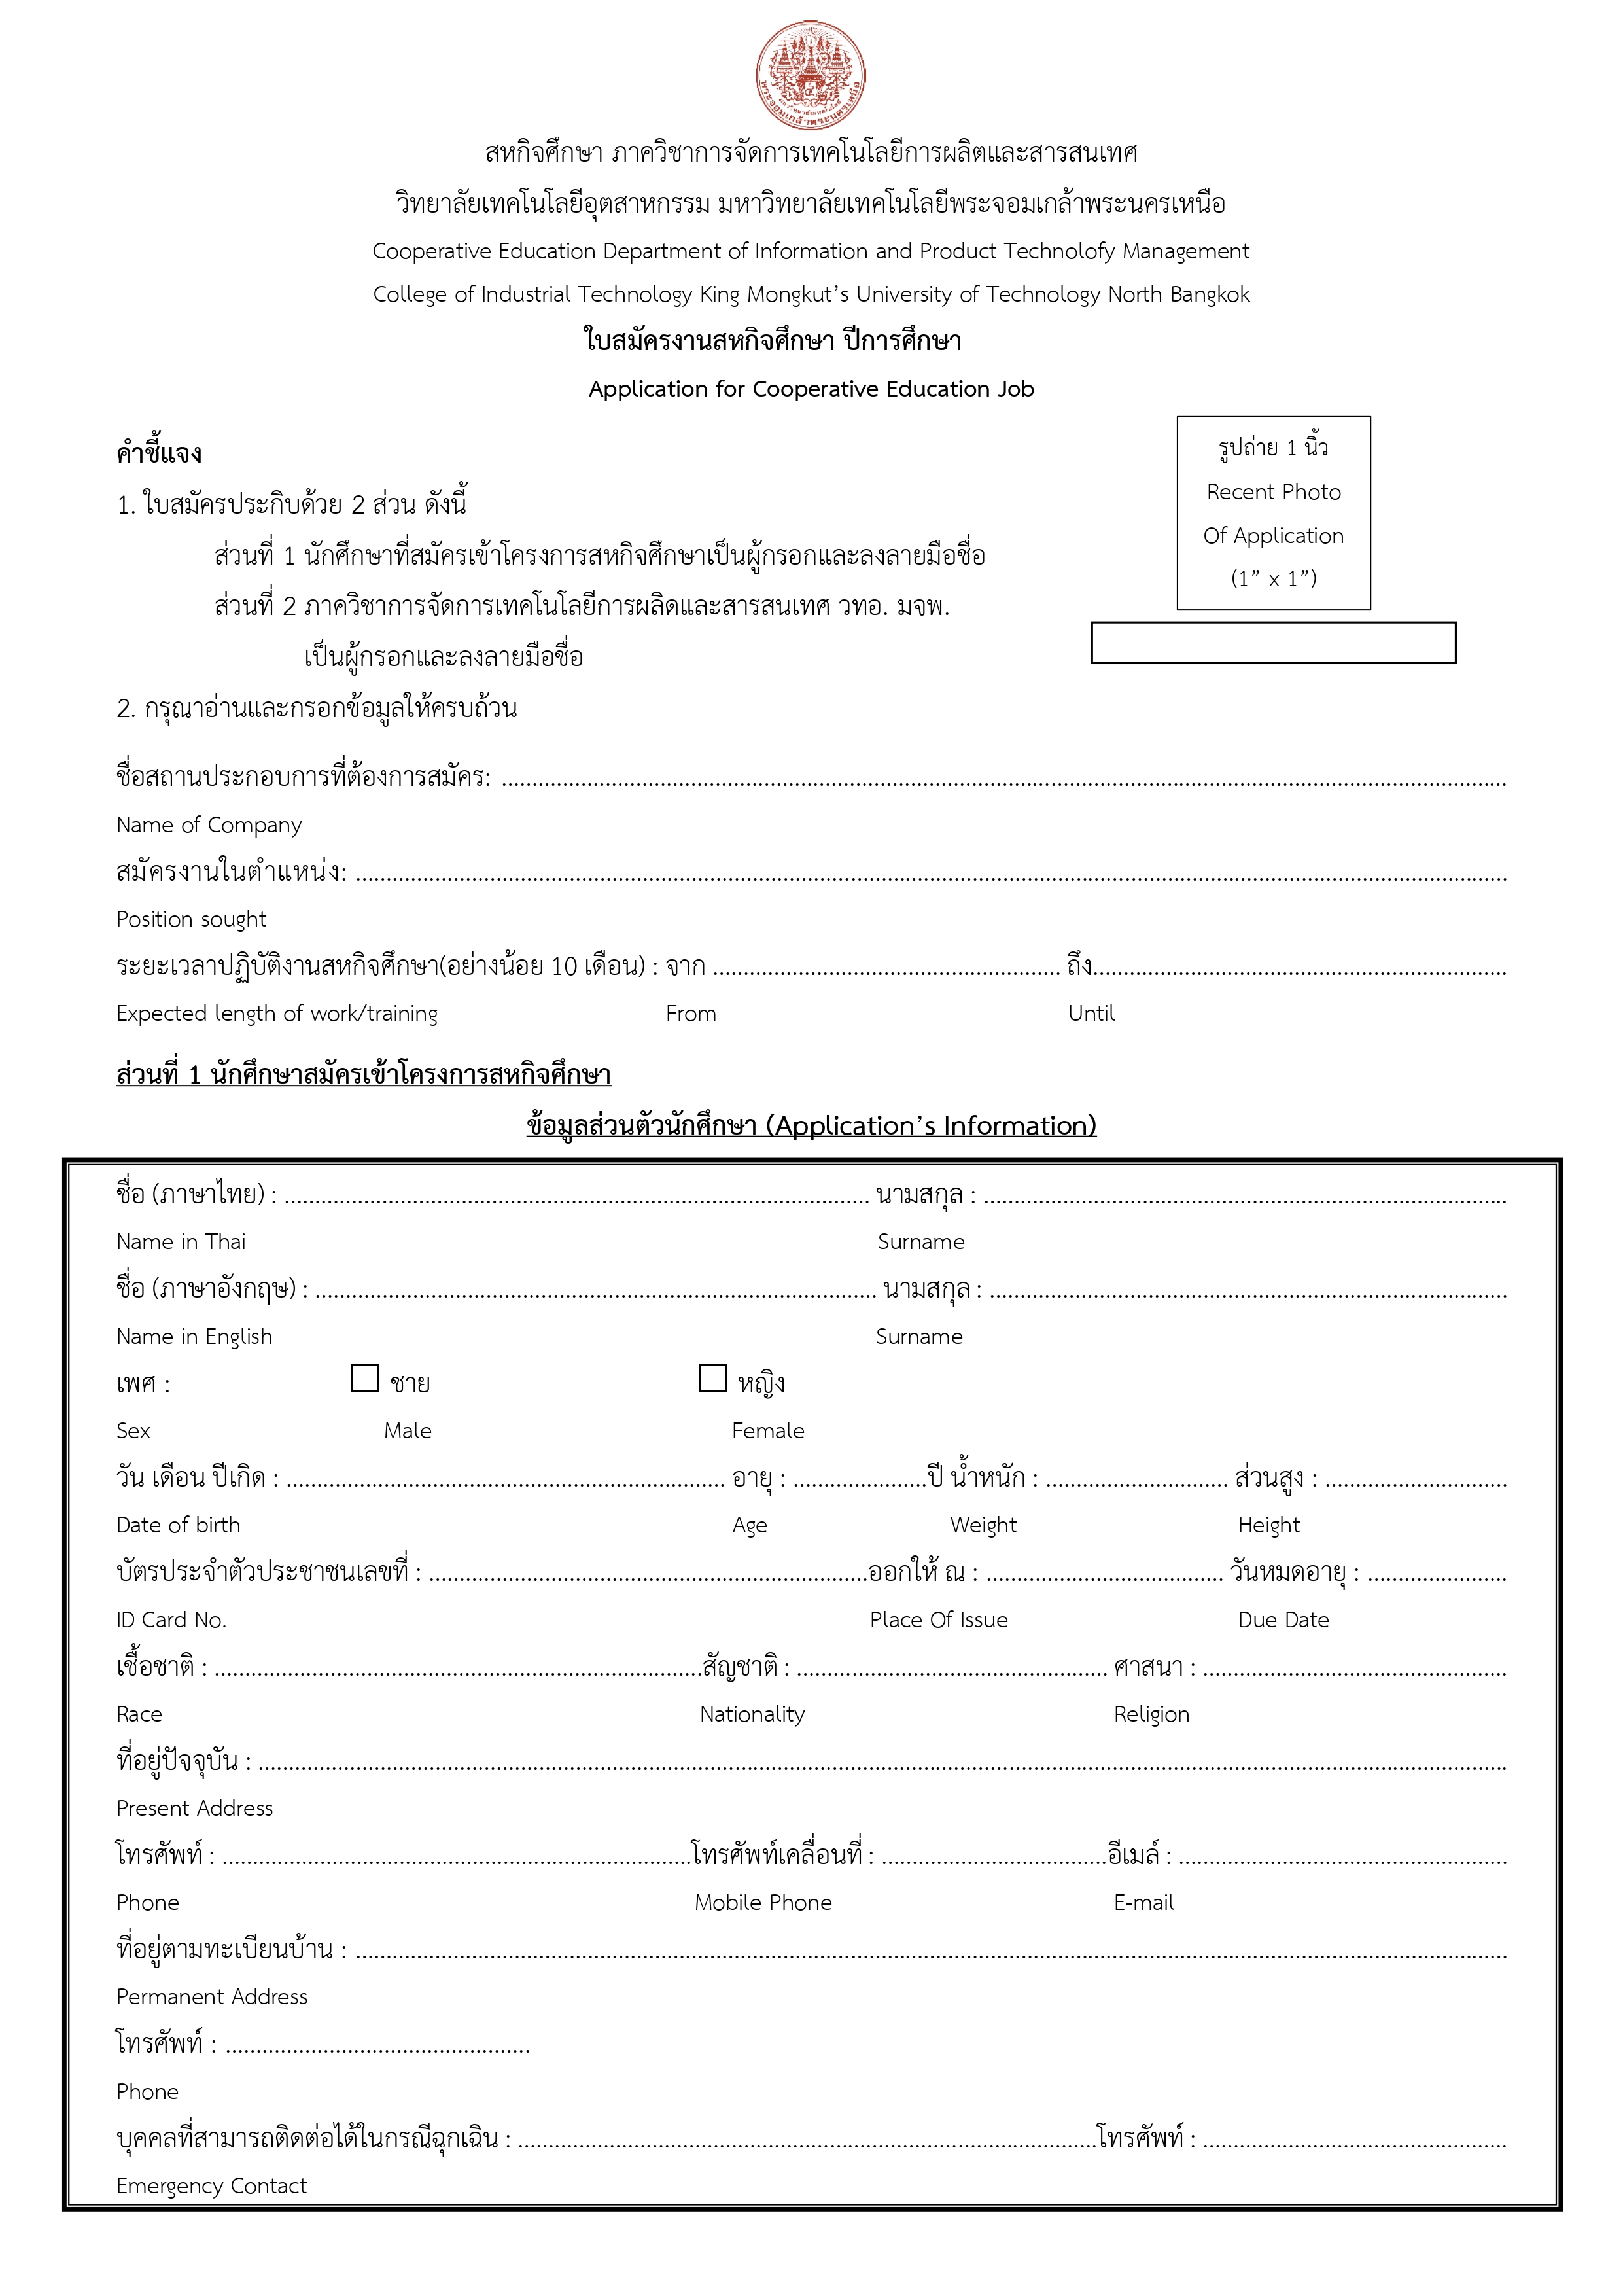 พระจอมเกล้าพระนครเหนือ
สหกิจศึกษา ภาควิชาการจัดการเทคโนโลยีการผลิตและสารสนเทศ
วิทยาลัยเทคโนโลยีอุตสาหกรรม มหาวิทยาลัยเทคโนโลยีพระจอมเกล้าพระนครเหนือ
Cooperative Education Department of Information and Product Technolofy Management
College of Industrial Technology King Mongkut’s University of Technology North Bangkok
ใบสมัครงานสหกิจศึกษา ปีการศึกษา
Application for Cooperative Education Job
รูปถ่าย 1 นิ้ว
Recent Photo
Of Application
(1” x 1”)
คำชี้แจง
1. ใบสมัครประกิบด้วย 2 ส่วน ดังนี้
ส่วนที่ 1 นักศึกษาที่สมัครเข้าโครงการสหกิจศึกษาเป็นผู้กรอกและลงลายมือชื่อ
ส่วนที่ 2 ภาควิชาการจัดการเทคโนโลยีการผลิดและสารสนเทศ วทอ. มจพ.
เป็นผู้กรอกและลงลายมือชื่อ
2. กรุณาอ่านและกรอกข้อมูลให้ครบถ้วน
ชื่อสถานประกอบการที่ต้องการสมัคร: ........................................
Name of Company
สมัครงานในตำแหน่ง: ........................................
Position sought
ระยะเวลาปฏิบัติงานสหกิจศึกษา(อย่างน้อย 10 เดือน) : จาก .................... ถึง....................
Expected length of work/training From Until
ส่วนที่ 1 นักศึกษาสมัครเข้าโครงการสหกิจศึกษา
ข้อมูลส่วนตัวนักศึกษา (Application’s Information)
ชื่อ (ภาษาไทย) : .................... นามสกุล : ....................
Name in Thai Surname
ชื่อ (ภาษาอังกฤษ) : .................... นามสกุล : ....................
Name in English Surname
เพศ : ☐ ชาย ☐ หญิง
Sex Male Female
วัน เดือน ปีเกิด : .................... อายุ : ....................ปี น้ำหนัก : .................... ส่วนสูง : ....................
Date of birth Age Weight Height
บัตรประจำตัวประชาชนเลขที่ : ....................ออกให้ ณ : .................... วันหมดอายุ : ....................
ID Card No. Place Of Issue Due Date
เชื้อชาติ : ....................สัญชาติ : .................... ศาสนา : ....................
Race Nationality Religion
ที่อยู่ปัจจุบัน : ........................................
Present Address
โทรศัพท์ : ....................โทรศัพท์เคลื่อนที่ : ....................อีเมล์ : ....................
Phone Mobile Phone E-mail
ที่อยู่ตามทะเบียนบ้าน : ........................................
Permanent Address
โทรศัพท์ : ....................
Phone
บุคคลที่สามารถติดต่อได้ในกรณีฉุกเฉิน : ....................โทรศัพท์ : ....................
Emergency Contact